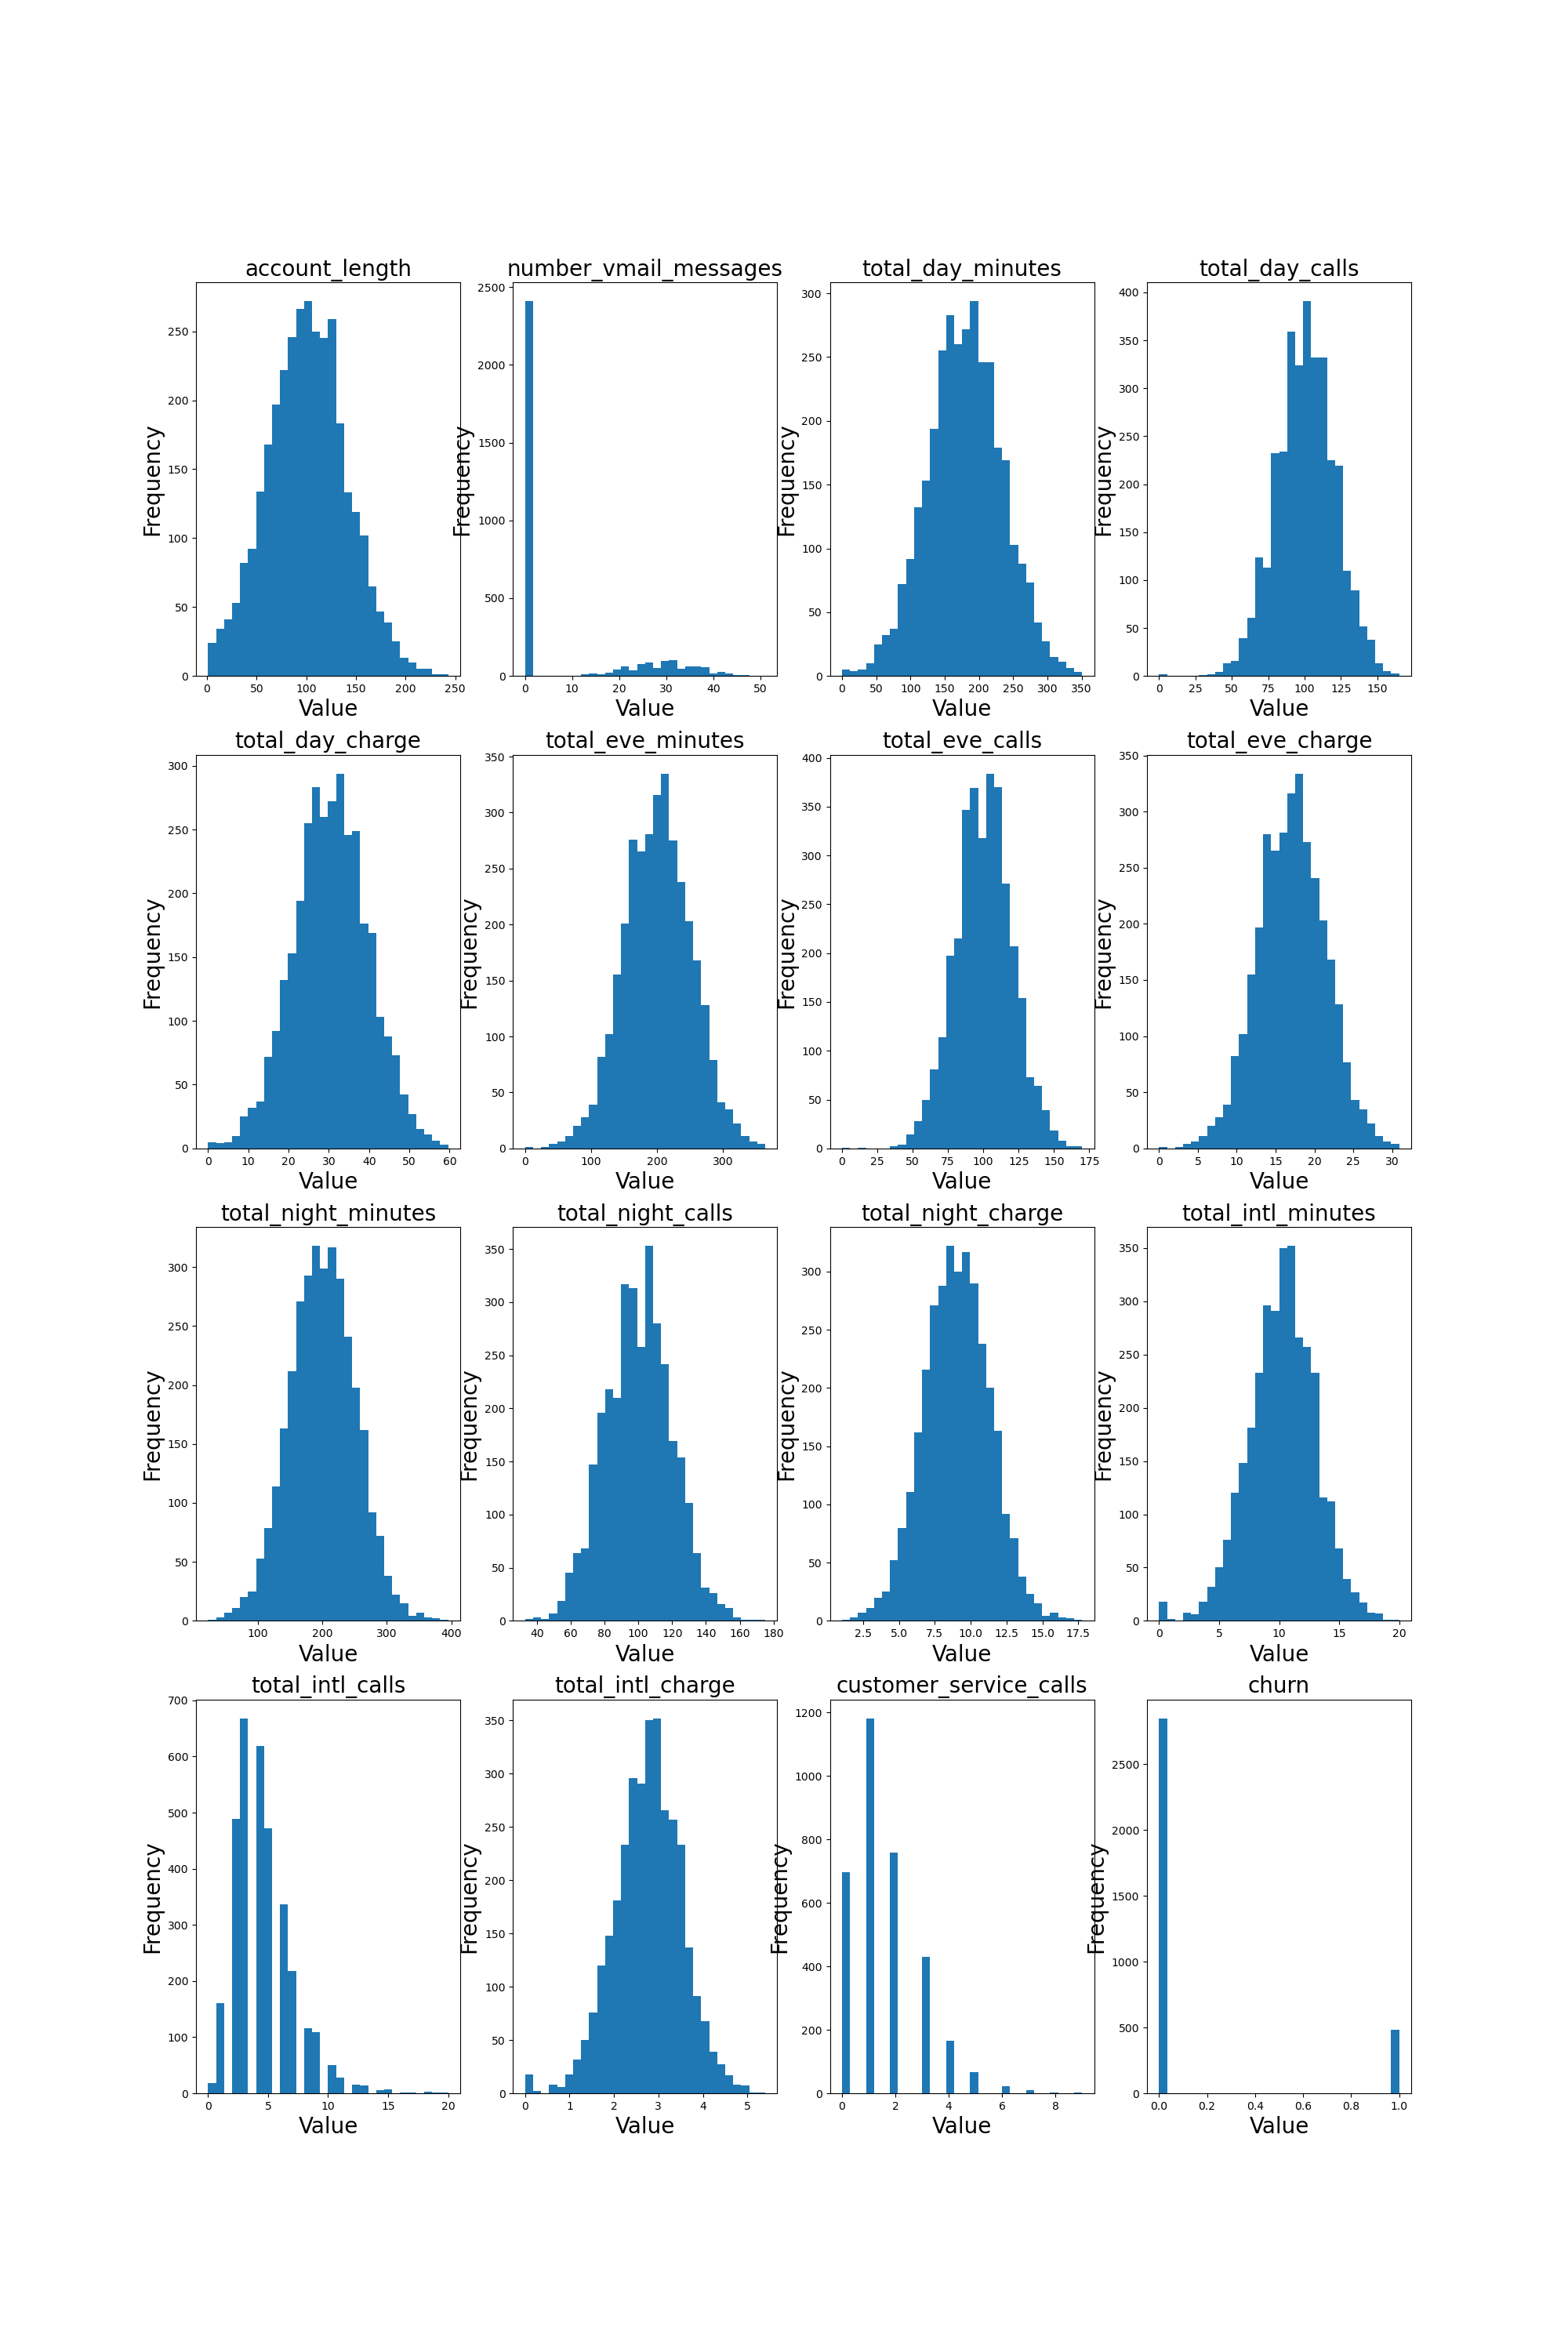 account_length
number_vmail_messages
total_day_minutes
total_day_calls
Frequency
250
200
150
100
50
0
0 50 100 150 200 250
Value
Frequency
2500
2000
1500
1000
500
0
0 10 20 30 40 50
Value
Frequency
300
250
200
150
100
50
0
0 50 100 150 200 250 300 350
Value
Frequency
400
350
300
250
200
150
100
50
0
0 25 50 75 100 125 150
Value
total_day_charge
total_eve_minutes
total_eve_calls
total_eve_charge
Frequency
300
250
200
150
100
50
0
0 10 20 30 40 50 60
Value
Frequency
350
300
250
200
150
100
50
0
0 100 200 300
Value
Frequency
400
350
300
250
200
150
100
50
0
0 25 50 75 100 125 150 175
Value
Frequency
350
300
250
200
150
100
50
0
0 5 10 15 20 25 30
Value
total_night_minutes
total_night_calls
total_night_charge
total_intl_minutes
Frequency
300
250
200
150
100
50
0
100 200 300 400
Value
Frequency
350
300
250
200
150
100
50
0
40 60 80 100 120 140 160 180
Value
Frequency
300
250
200
150
100
50
0
2.5 5.0 7.5 10.0 12.5 15.0 17.5
Value
Frequency
350
300
250
200
150
100
50
0
0 5 10 15 20
Value
total_intl_calls
total_intl_charge
customer_service_calls
churn
Frequency
700
600
500
400
300
200
100
0
0 5 10 15 20
Value
Frequency
350
300
250
200
150
100
50
0
0 1 2 3 4 5
Value
Frequency
1200
1000
800
600
400
200
0
0 2 4 6 8
Value
Frequency
2500
2000
1500
1000
500
0
0.0 0.2 0.4 0.6 0.8 1.0
Value